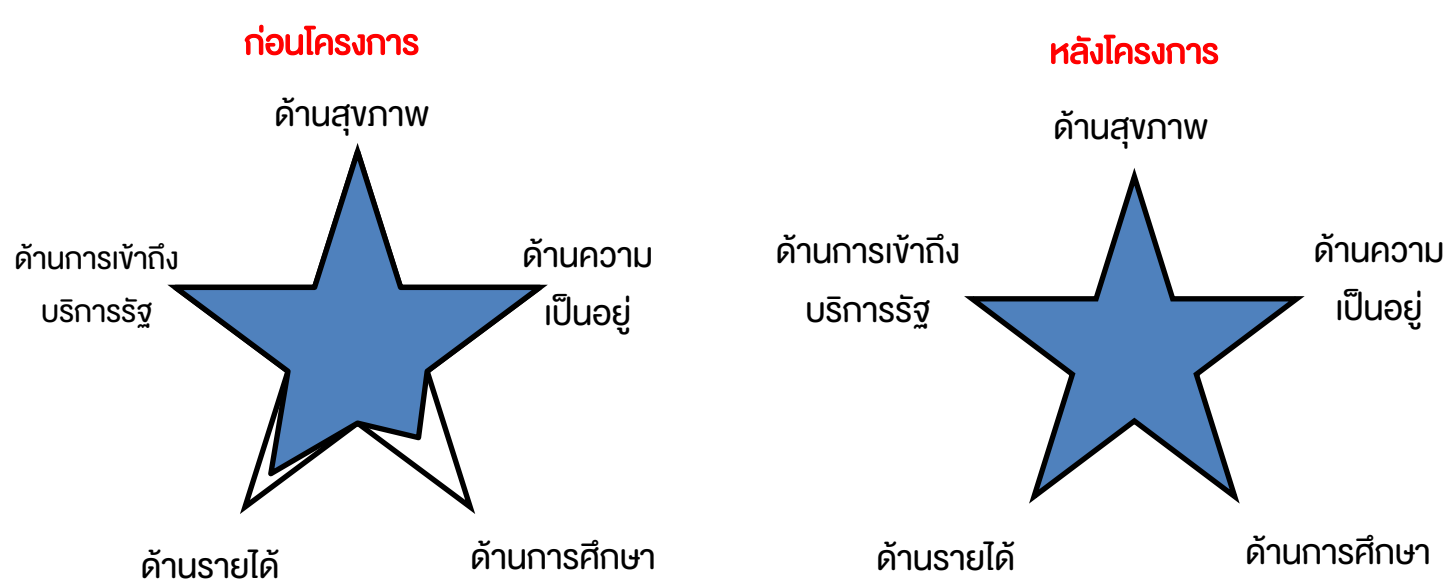 ก่อนโครงการ
ด้านสุขภาพ
ด้านการเข้าถึง
บริการรัฐ
ด้านความ
เป็นอยู่
ด้านรายได้
ด้านการศึกษา
หลังโครงการ
ด้านสุขภาพ
ด้านการเข้าถึง
บริการรัฐ
ด้านความ
เป็นอยู่
ด้านรายได้
ด้านการศึกษา